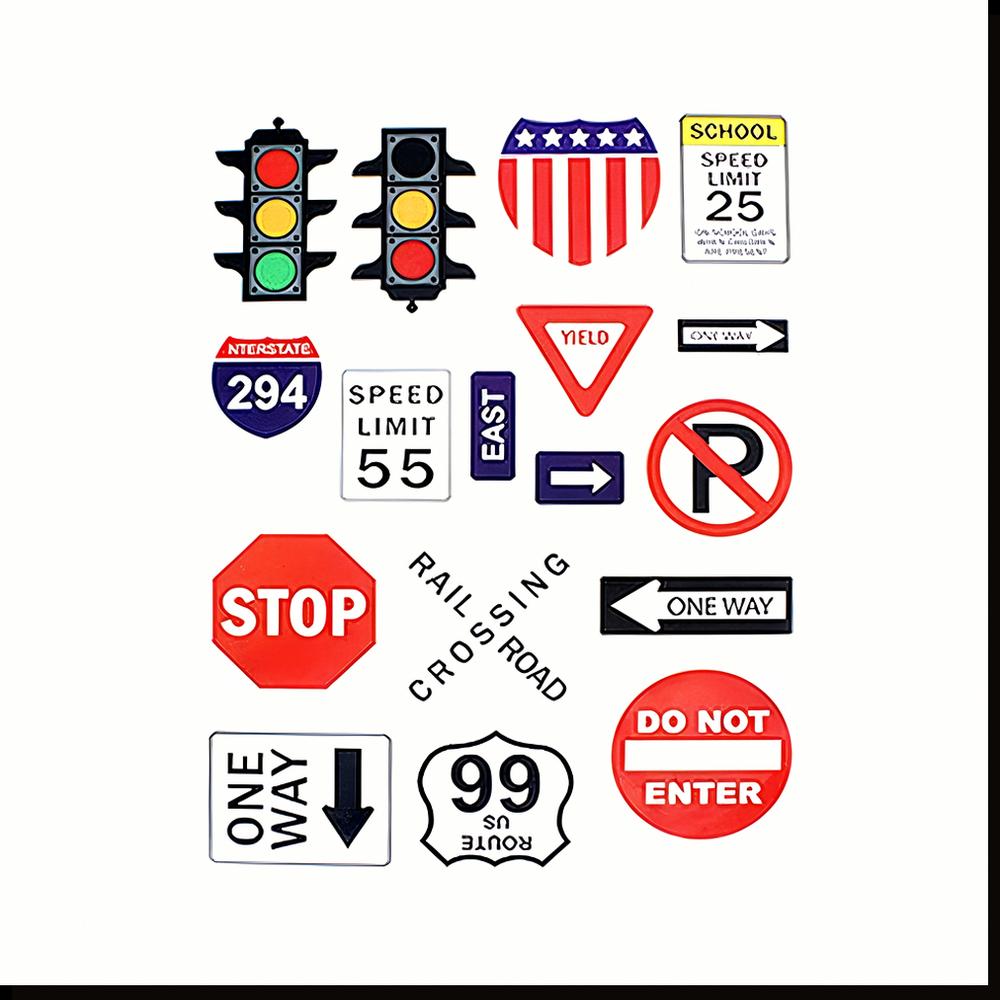 SCHOOL
SPEED
LIMIT
25
YIELD
ONE WAY
NTERSTATE
294
SPEED
LIMIT
55
EAST
P
STOP
RAIL ROAD
CROSSING
ONE WAY
DO NOT
ENTER
ONE
WAY
ROUTE
US
66